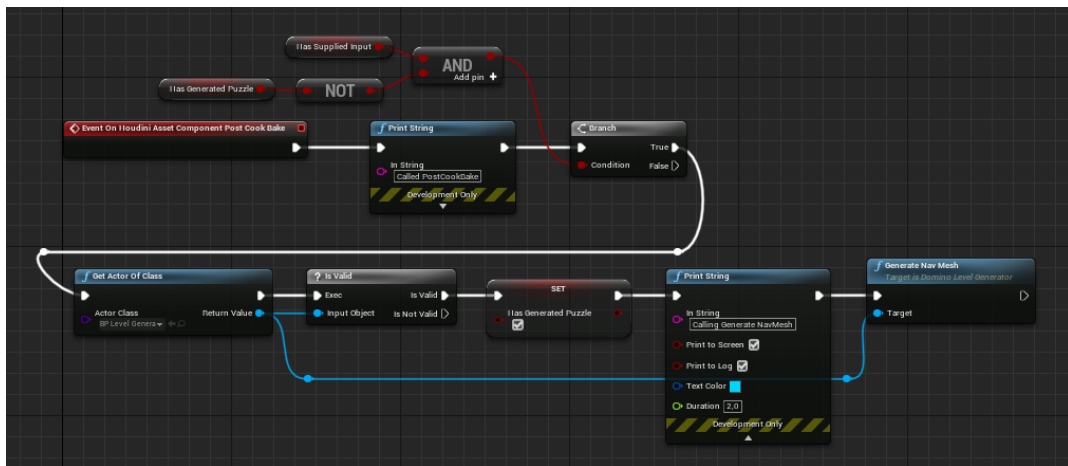 Has Supplied Input
AND
Add pin +
Has Generated Puzzle
NOT
Event On Houdini Asset Component Post Cook Bake
f Print String
In String
Called PostCookBake
Development Only
Branch
True
Condition
False
f Get Actor Of Class
Actor Class
BP Level Genera
Return Value
? Is Valid
Exec
Is Valid
Input Object
Is Not Valid
SET
Has Generated Puzzle
f Print String
In String
Calling Generate NavMesh
Print to Screen
Print to Log
Text Color
Duration 2,0
Development Only
f Generate Nav Mesh
Target is Domino Level Generator
Target